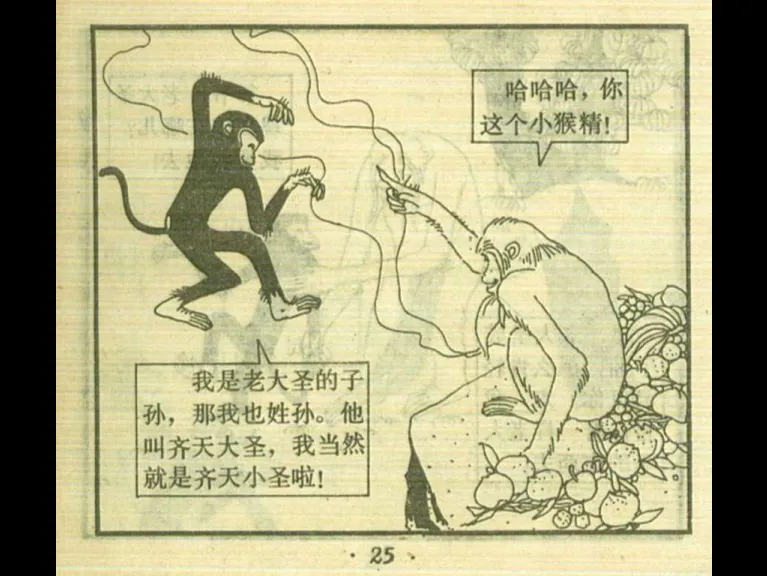 哈哈哈，你
这个小猴精！
我是老大圣的子
孙，那我也姓孙。他
叫齐天大圣，我当然
就是齐天小圣啦！
· 25 ·